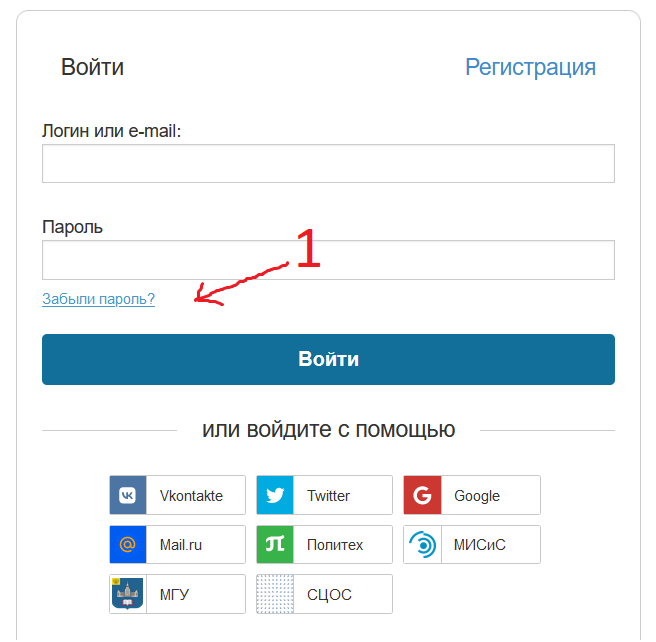 Войти Регистрация
Логин или e-mail:
Пароль
1
Забыли пароль?
Войти
или войдите с помощью
Vkontakte Twitter Google
Mail.ru Политех МИСиС
МГУ СЦОС